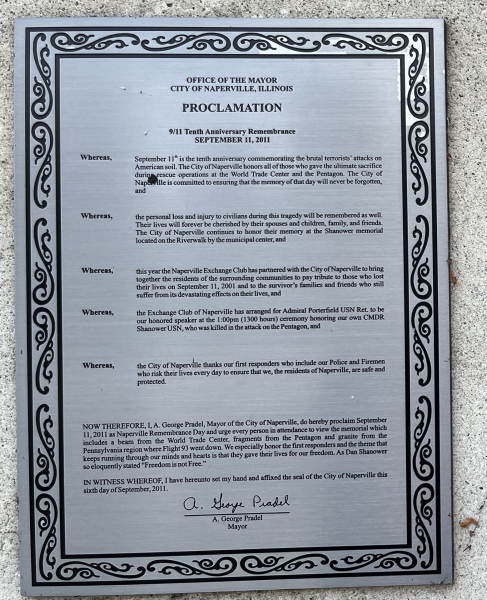 OFFICE OF THE MAYOR
CITY OF NAPERVILLE, ILLINOIS
PROCLAMATION
9/11 Tenth Anniversary Remembrance
SEPTEMBER 11, 2011
Whereas, September 11th is the tenth anniversary commemorating the brutal terrorists' attacks on
American soil. The City of Naperville honors all of those who gave the ultimate sacrifice
during rescue operations at the World Trade Center and the Pentagon. The City of
Naperville is committed to ensuring that the memory of that day will never be forgotten,
and
Whereas, the personal loss and injury to civilians during this tragedy will be remembered as well.
Their lives will forever be cherished by their spouses and children, family, and friends.
The City of Naperville continues to honor their memory at the Shanower memorial
located on the Riverwalk by the municipal center, and
Whereas, this year the Naperville Exchange Club has partnered with the City of Naperville to bring
together the residents of the surrounding communities to pay tribute to those who lost
their lives on September 11, 2001 and to the survivor's families and friends who still
suffer from its devastating effects on their lives, and
Whereas, the Exchange Club of Naperville has arranged for Admiral Porterfield USN Ret. to be
our honored speaker at the 1:00pm (1300 hours) ceremony honoring our own CMDR
Shanower USN, who was killed in the attack on the Pentagon, and
Whereas, the City of Naperville thanks our first responders who include our Police and Firemen
who risk their lives every day to ensure that we, the residents of Naperville, are safe and
protected.
NOW THEREFORE, I, A. George Pradel, Mayor of the City of Naperville, do hereby proclaim September
11, 2011 as Naperville Remembrance Day and urge every person in attendance to view the memorial which
includes a beam from the World Trade Center, fragments from the Pentagon and granite from the
Pennsylvania region where Flight 93 went down. We especially honor the first responders and the theme that
keeps running through our minds and hearts is that they gave their lives for our freedom. As Dan Shanower
so eloquently stated "Freedom is not Free."
IN WITNESS WHEREOF, I have hereunto set my hand and affixed the seal of the City of Naperville this
sixth day of September, 2011.
A. George Pradel
A. George Pradel
Mayor